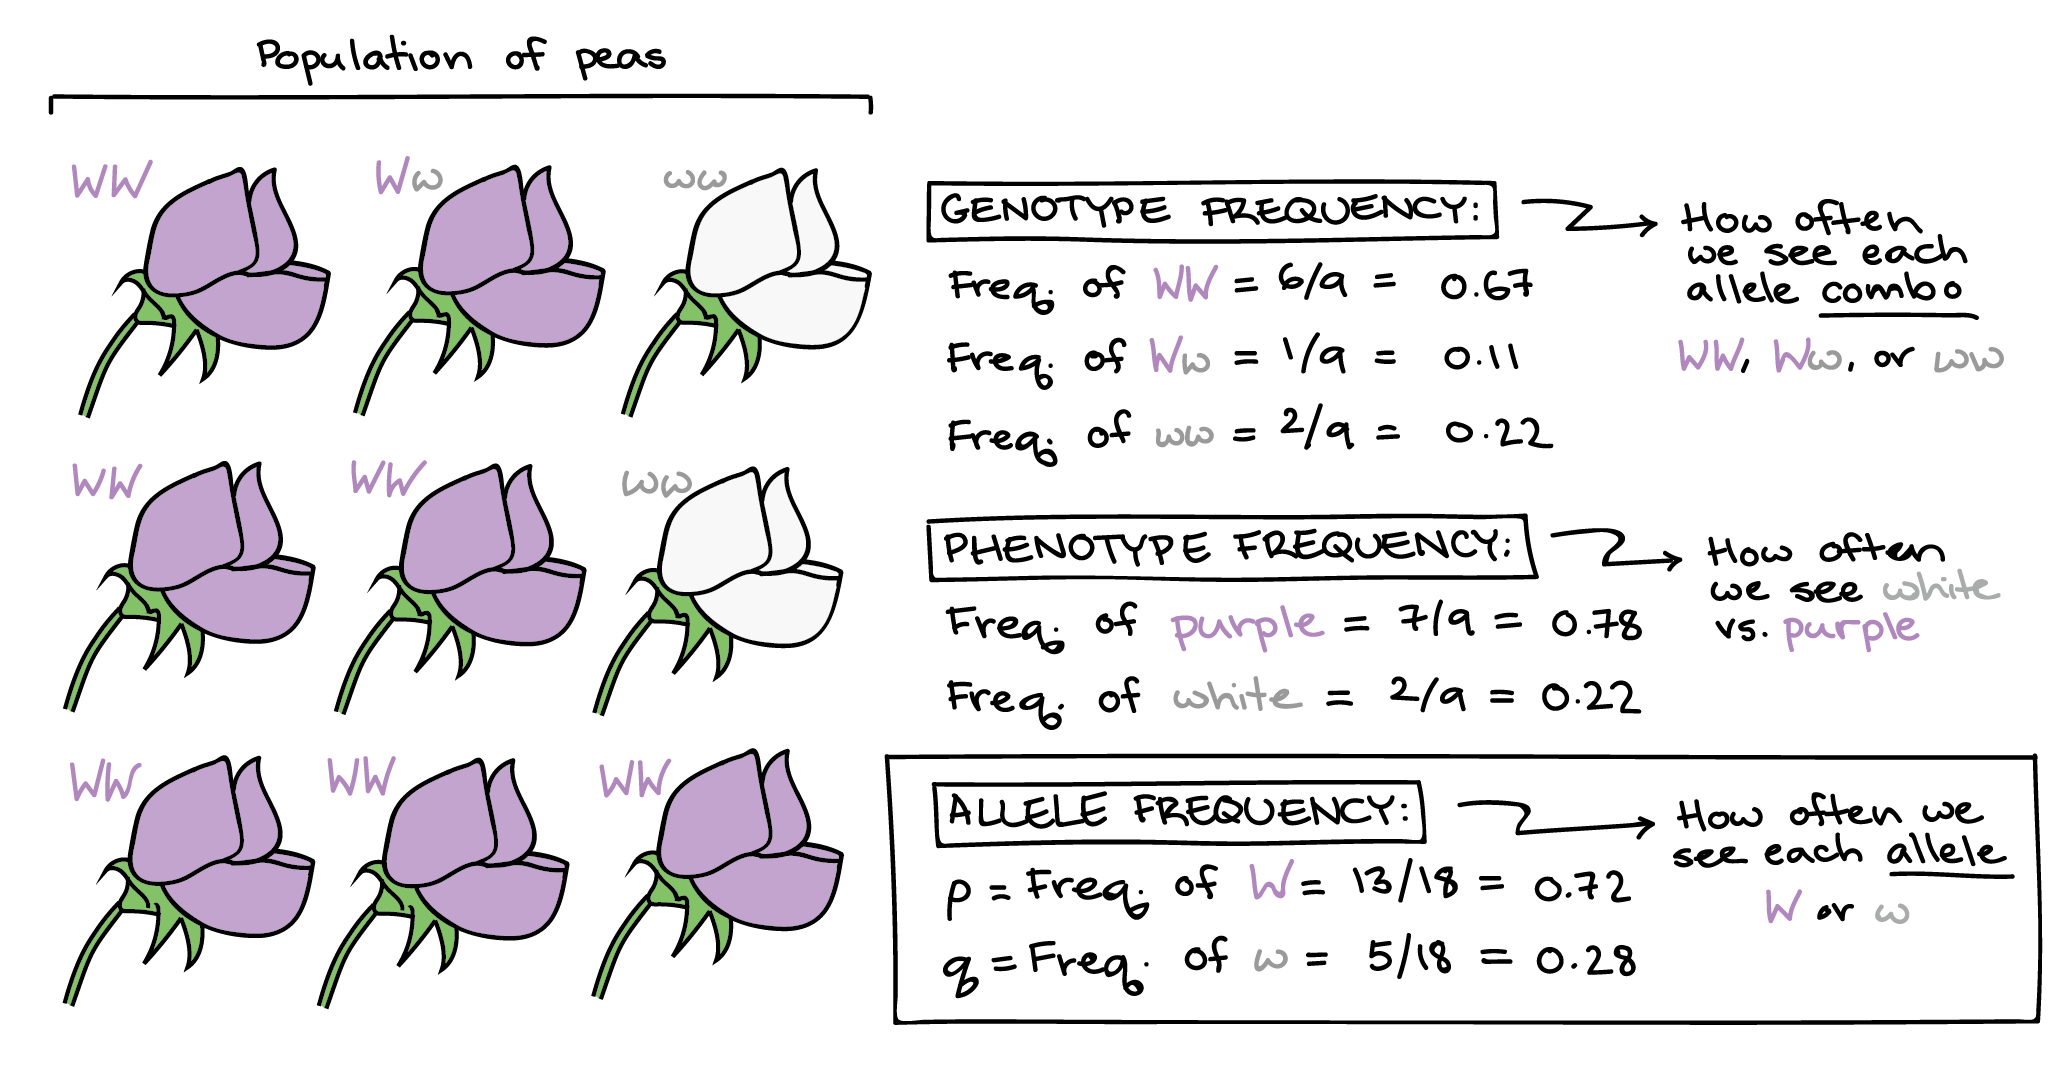 Population of peas
WW Ww ww
WW WW ww
WW WW WW
GENOTYPE FREQUENCY:
Freq. of WW = 6/9 = 0.67
Freq. of Ww = 1/9 = 0.11
Freq. of ww = 2/9 = 0.22
How often
we see each
allele combo
WW, Ww, or ww
PHENOTYPE FREQUENCY:
Freq. of purple = 7/9 = 0.78
Freq. of white = 2/9 = 0.22
How often
we see white
vs. purple
ALLELE FREQUENCY:
p = Freq. of W = 13/18 = 0.72
q = Freq. of w = 5/18 = 0.28
How often we
see each allele
W or w